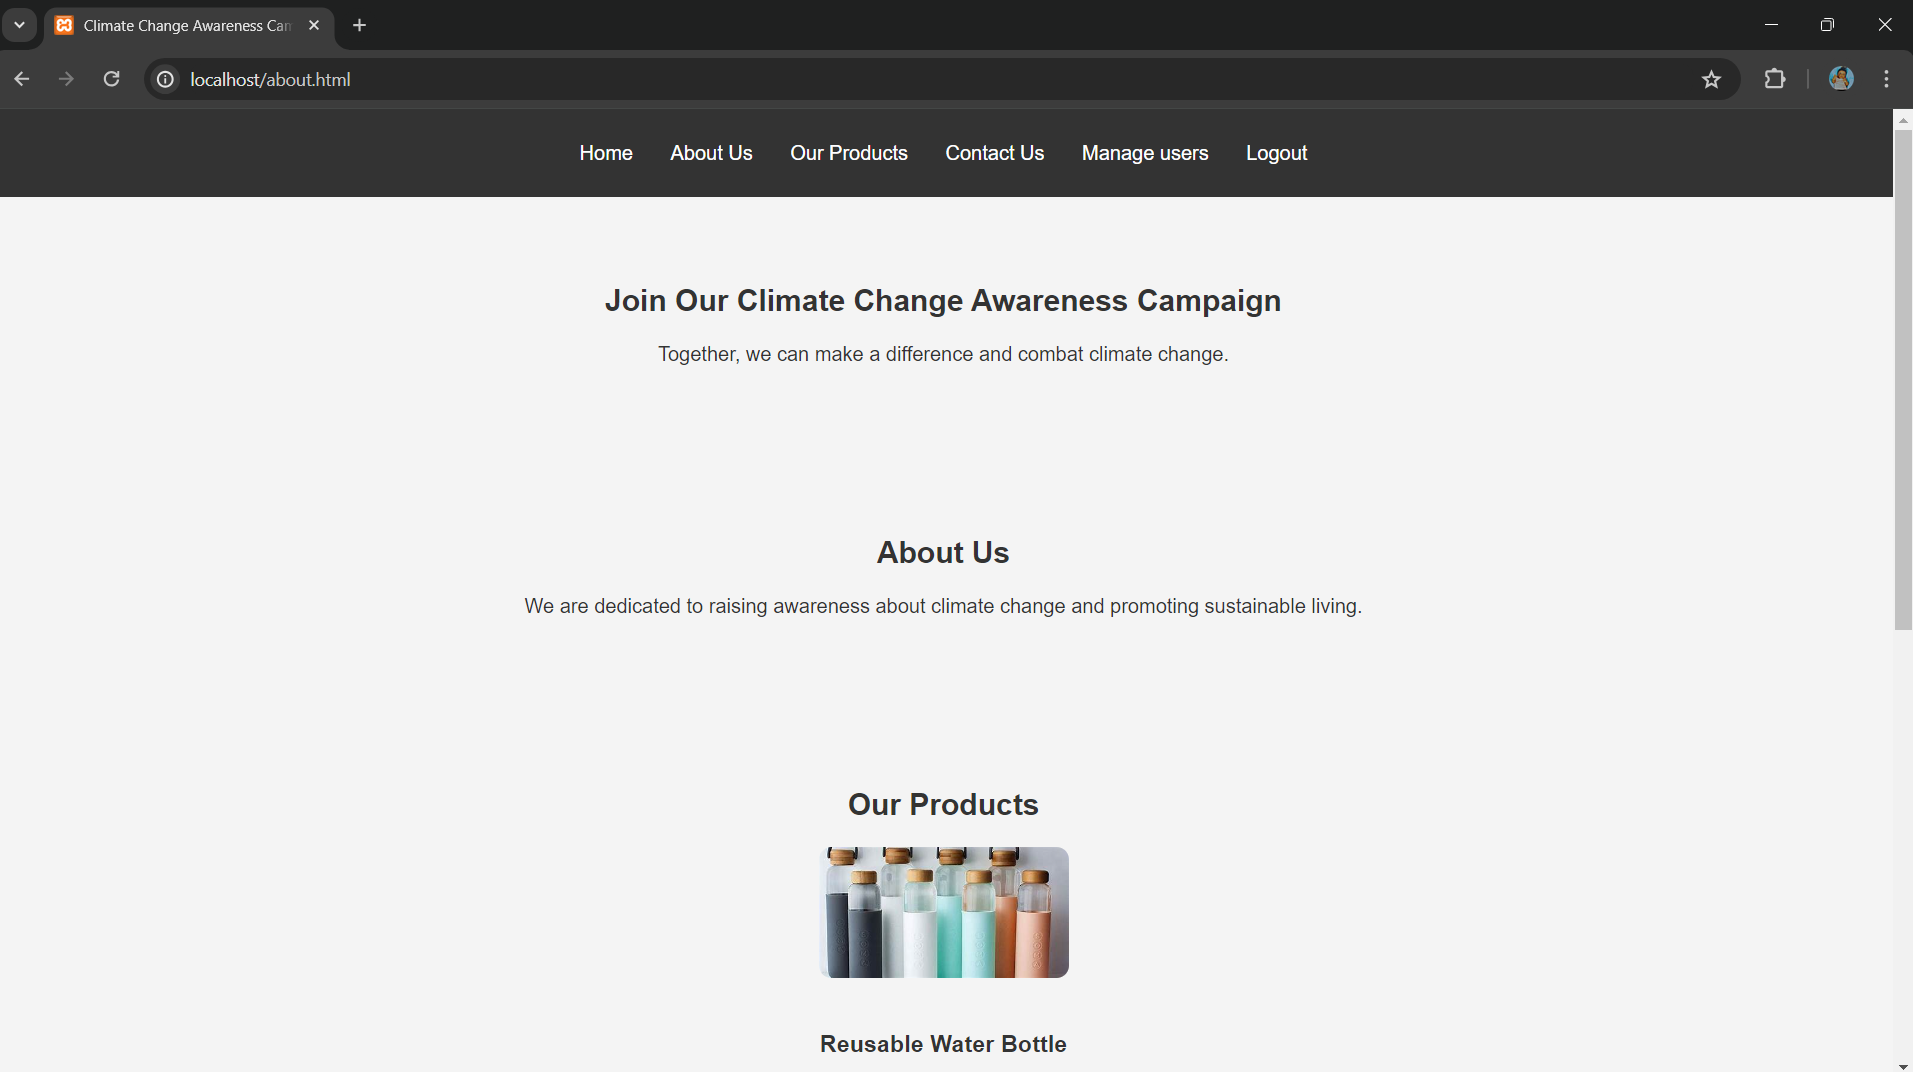 Climate Change Awareness Can
localhost/about.html
Home About Us Our Products Contact Us Manage users Logout
Join Our Climate Change Awareness Campaign
Together, we can make a difference and combat climate change.
About Us
We are dedicated to raising awareness about climate change and promoting sustainable living.
Our Products
Reusable Water Bottle